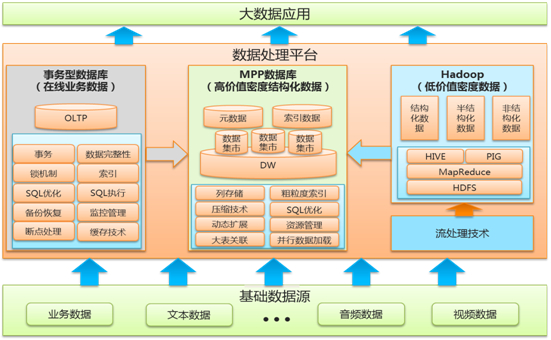 大数据应用
数据处理平台
事务型数据库
（在线业务数据）
OLTP
事务
数据完整性
锁机制
索引
SQL优化
SQL执行
备份恢复
监控管理
断点处理
缓存技术
MPP数据库
（高价值密度结构化数据）
元数据
索引数据
数据
集市
数据
集市
数据
集市
DW
列存储
粗粒度索引
压缩技术
SQL优化
动态扩展
资源管理
大表关联
并行数据加载
Hadoop
（低价值密度数据）
结构
化数
据
半结构
化数据
非结
构化
数据
HIVE
PIG
MapReduce
HDFS
流处理技术
基础数据源
业务数据
文本数据
•••
音频数据
视频数据